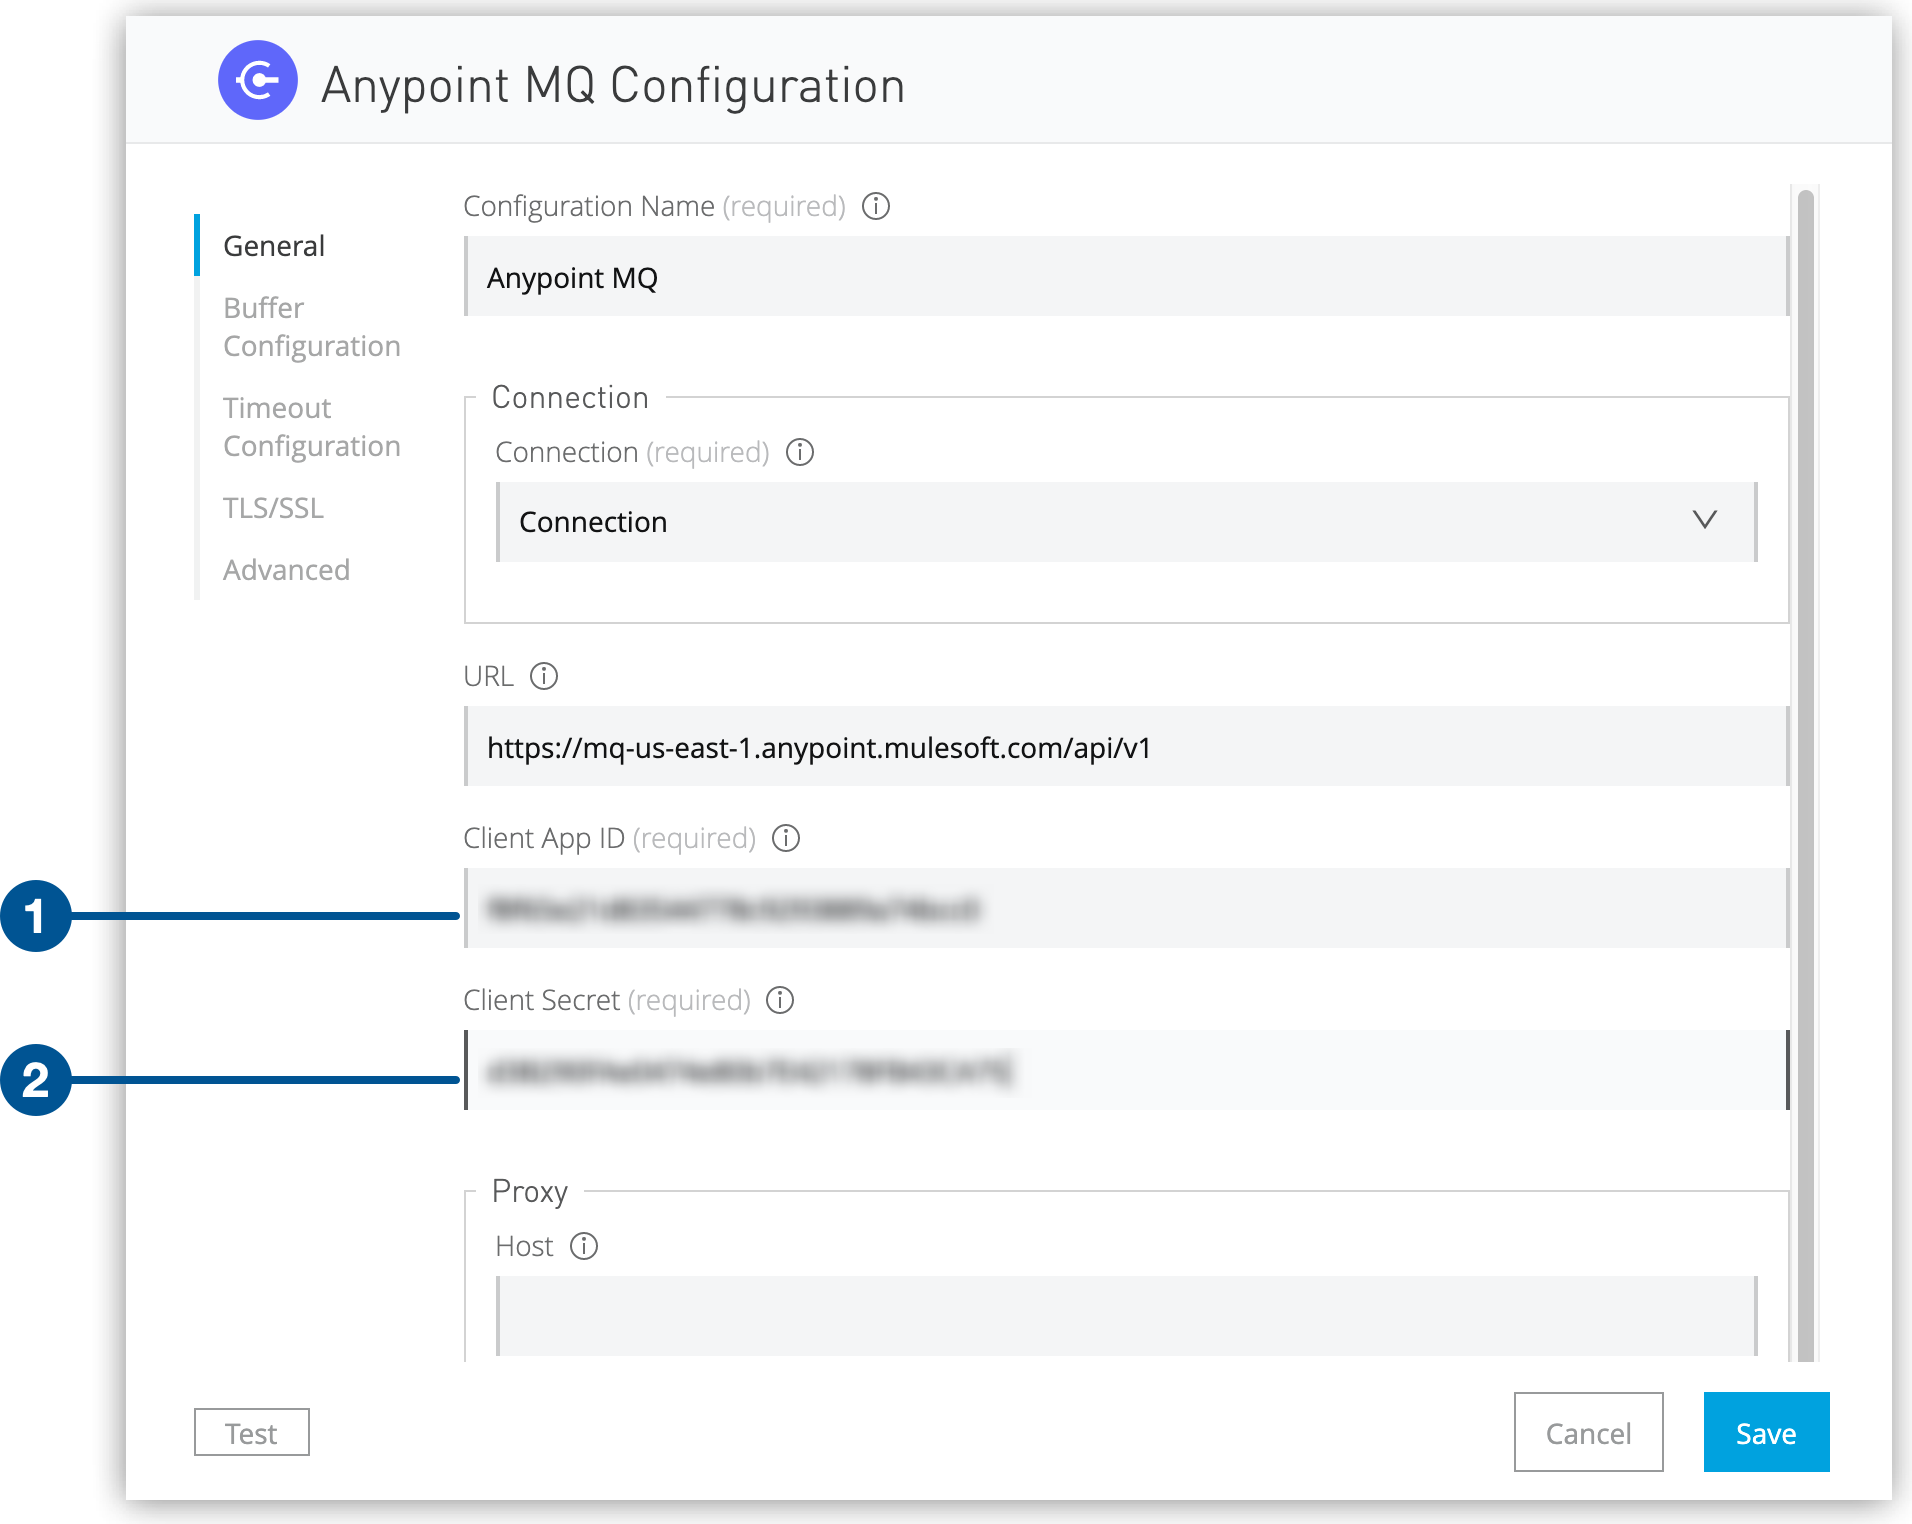 Anypoint MQ Configuration
General
Buffer
Configuration
Timeout
Configuration
TLS/SSL
Advanced
Configuration Name (required)
Anypoint MQ
Connection
Connection (required)
Connection
URL
https://mq-us-east-1.anypoint.mulesoft.com/api/v1
Client App ID (required)
1
Client Secret (required)
2
Proxy
Host
Test
Cancel
Save